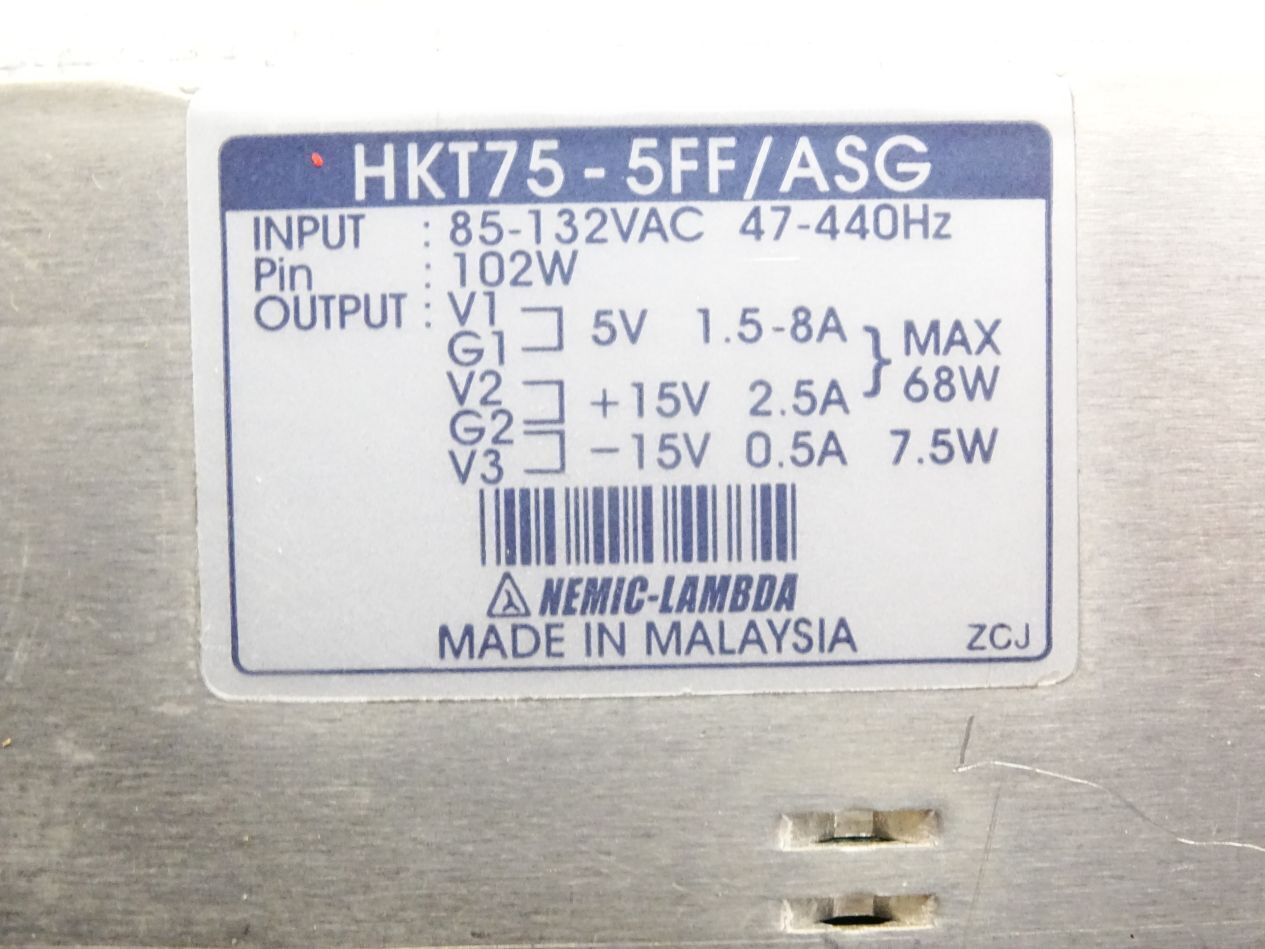 HKT75-5FF/ASG
INPUT : 85-132VAC 47-440Hz
Pin : 102W
OUTPUT : V1
G1
5V 1.5-8A
V2
G2
+15V 2.5A
MAX
68W
V3
-15V 0.5A 7.5W
NEMIC-LAMBDA
MADE IN MALAYSIA ZCJ